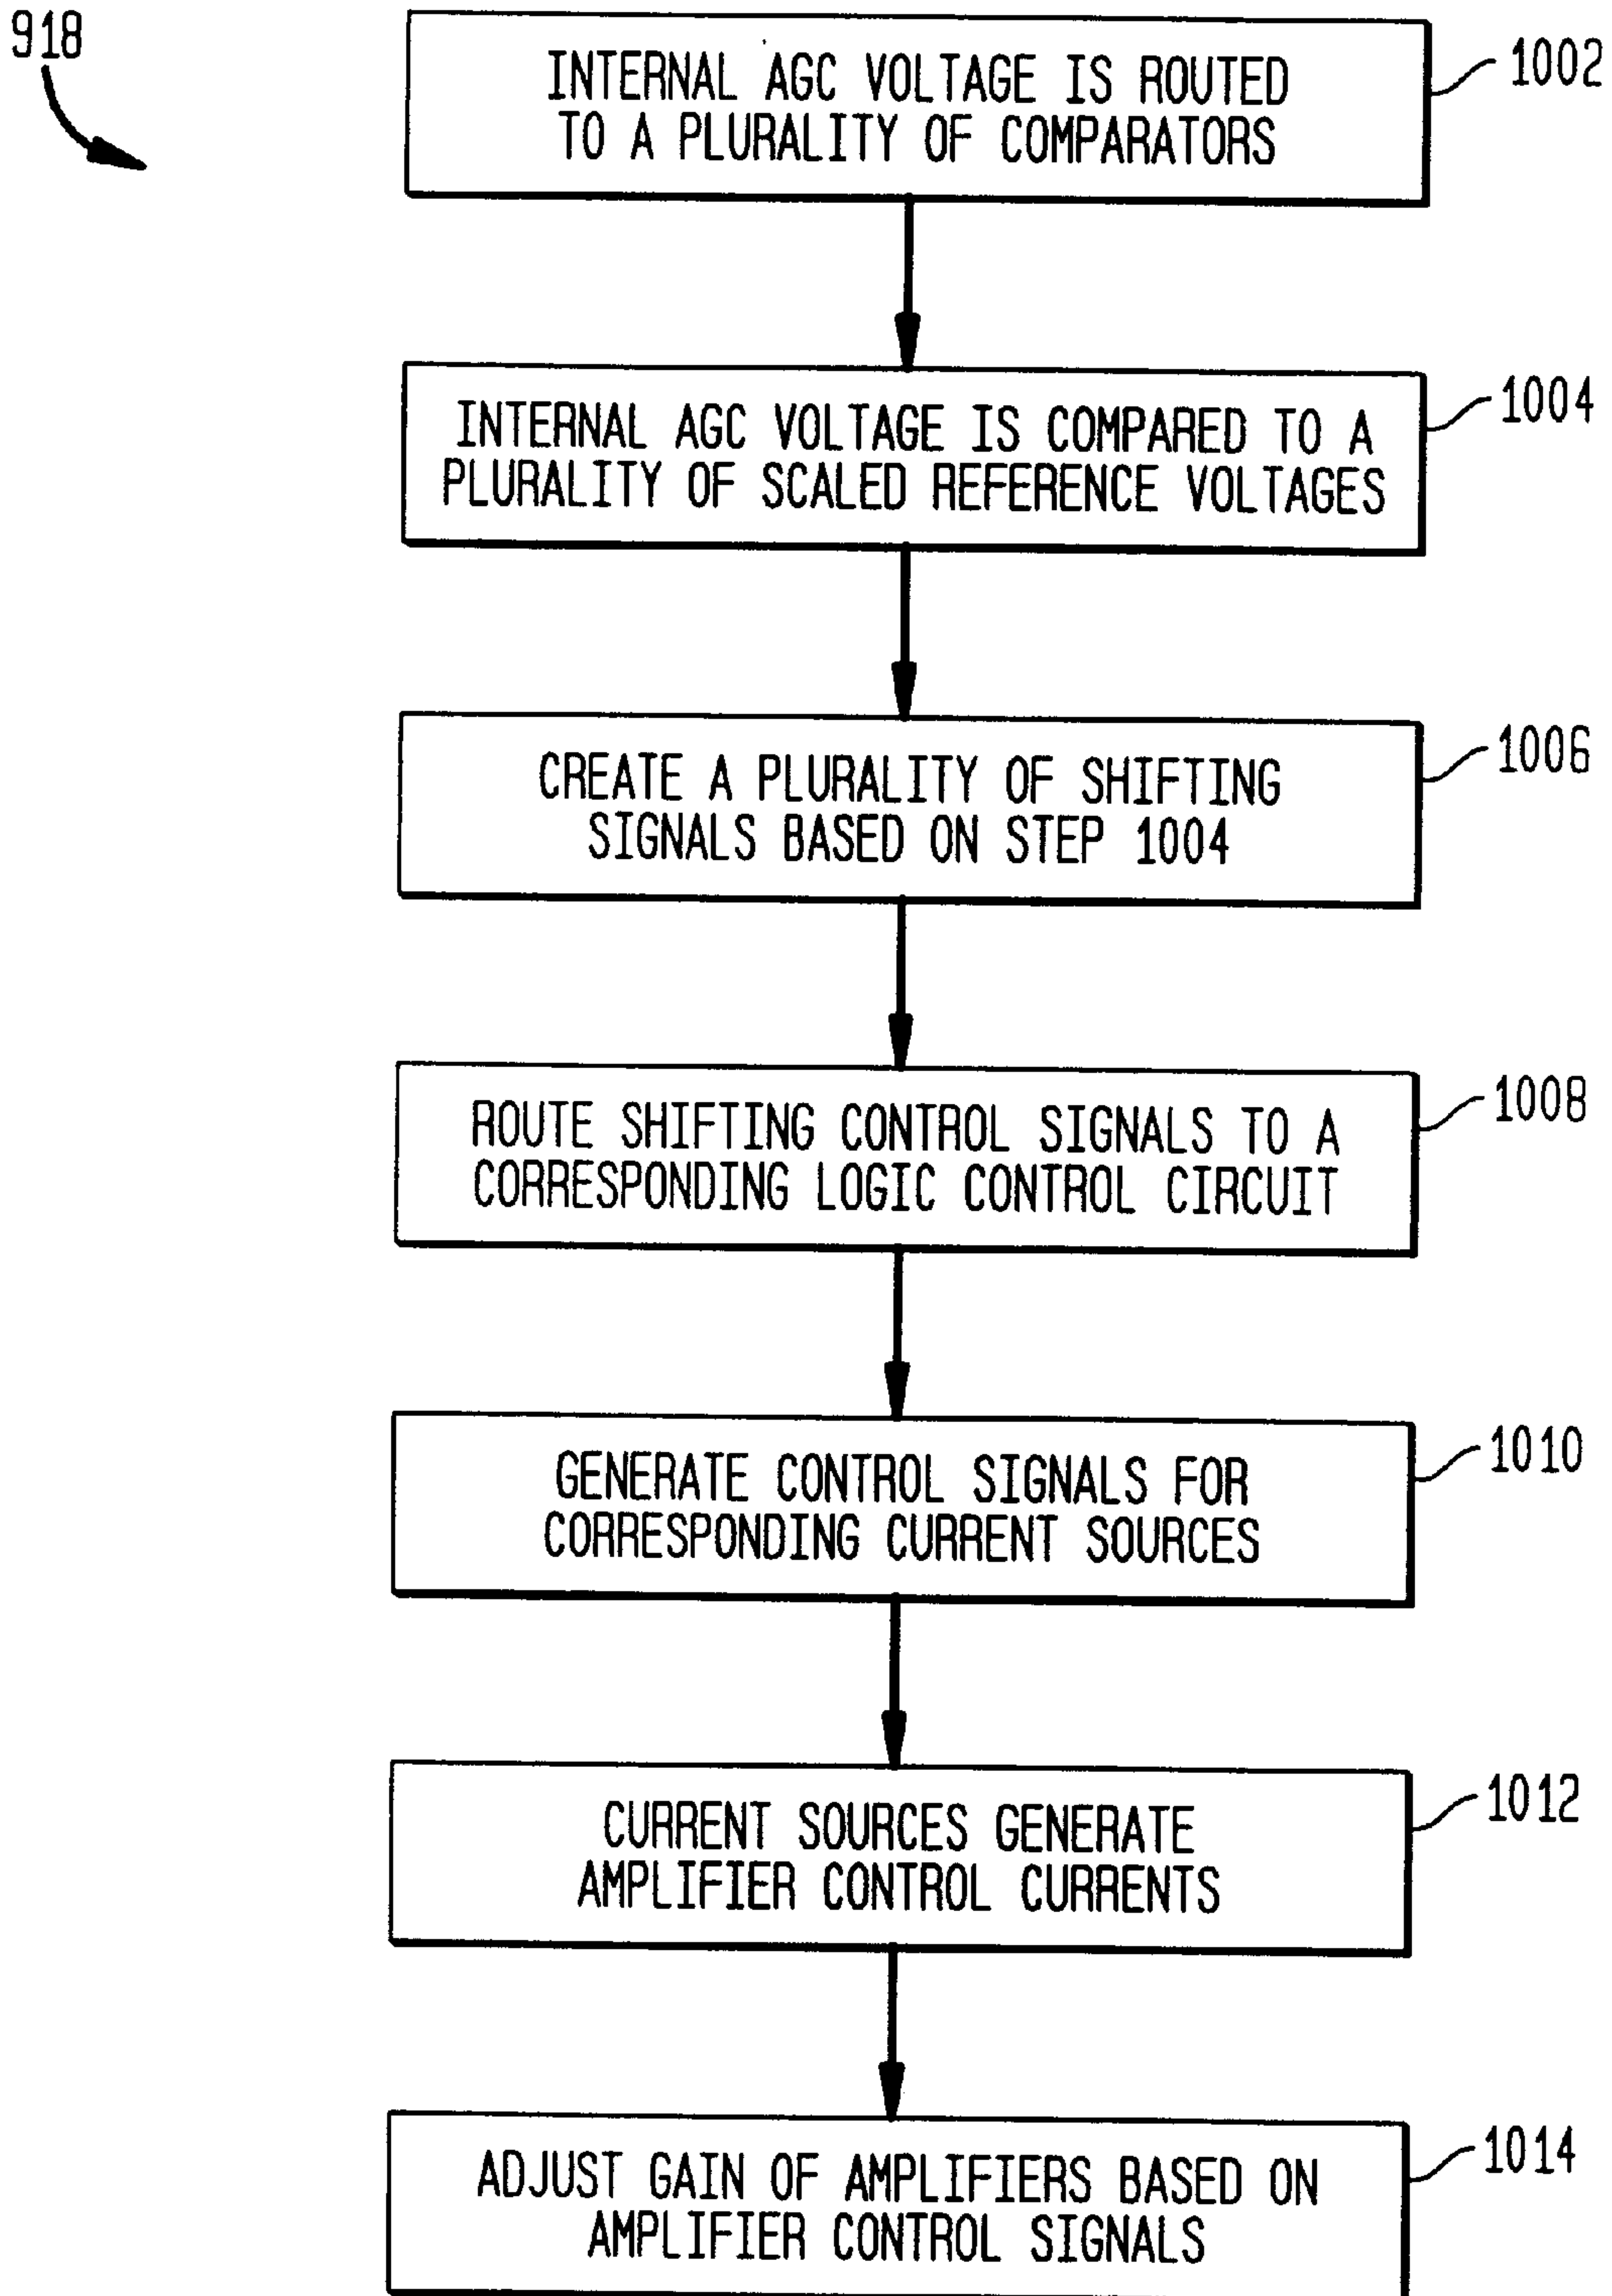 918
INTERNAL AGC VOLTAGE IS ROUTED
TO A PLURALITY OF COMPARATORS
1002
INTERNAL AGC VOLTAGE IS COMPARED TO A
PLURALITY OF SCALED REFERENCE VOLTAGES
1004
CREATE A PLURALITY OF SHIFTING
SIGNALS BASED ON STEP 1004
1006
ROUTE SHIFTING CONTROL SIGNALS TO A
CORRESPONDING LOGIC CONTROL CIRCUIT
1008
GENERATE CONTROL SIGNALS FOR
CORRESPONDING CURRENT SOURCES
1010
CURRENT SOURCES GENERATE
AMPLIFIER CONTROL CURRENTS
1012
ADJUST GAIN OF AMPLIFIERS BASED ON
AMPLIFIER CONTROL SIGNALS
1014